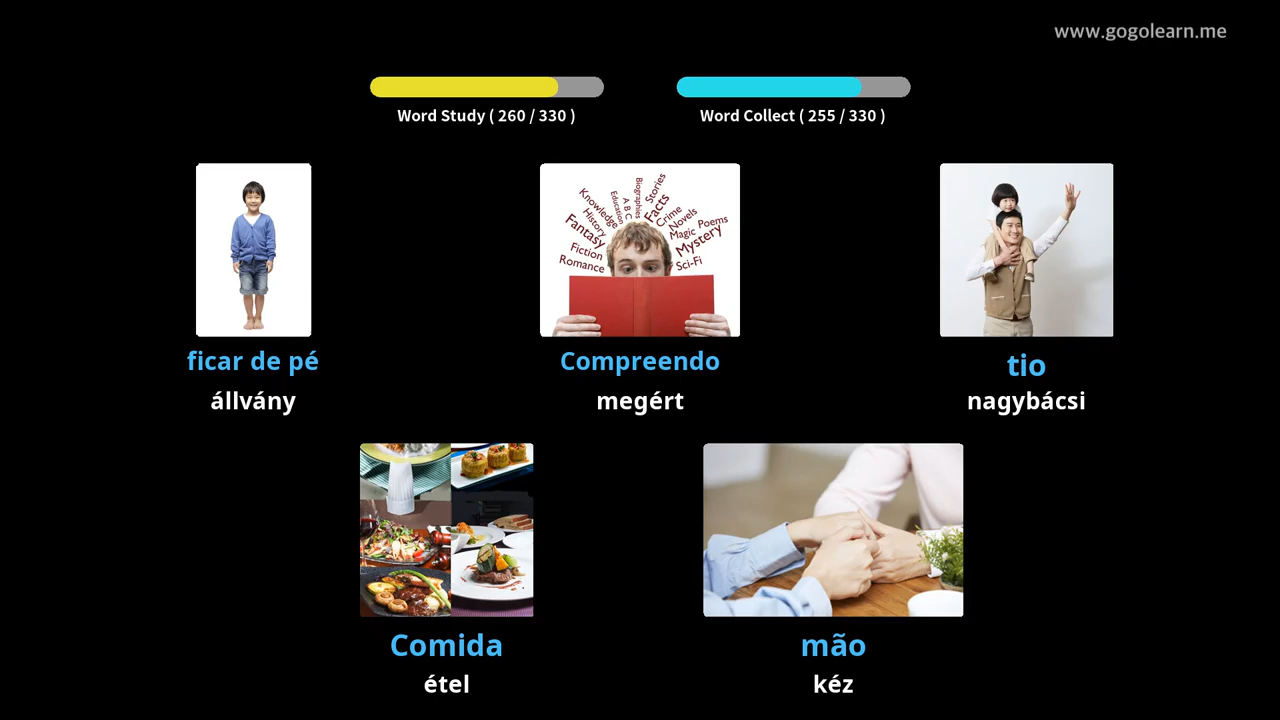 www.gogolearn.me
Word Study ( 260 / 330 )
Word Collect ( 255 / 330 )
Knowledge
History
Fantasy
Fiction
Romance
Education
A B C
Biographies
Stories
Facts
Crime
Novels
Magic
Poems
Mystery
Sci-Fi
ficar de pé
Compreendo
tio
állvány
megért
nagybácsi
Comida
mão
étel
kéz